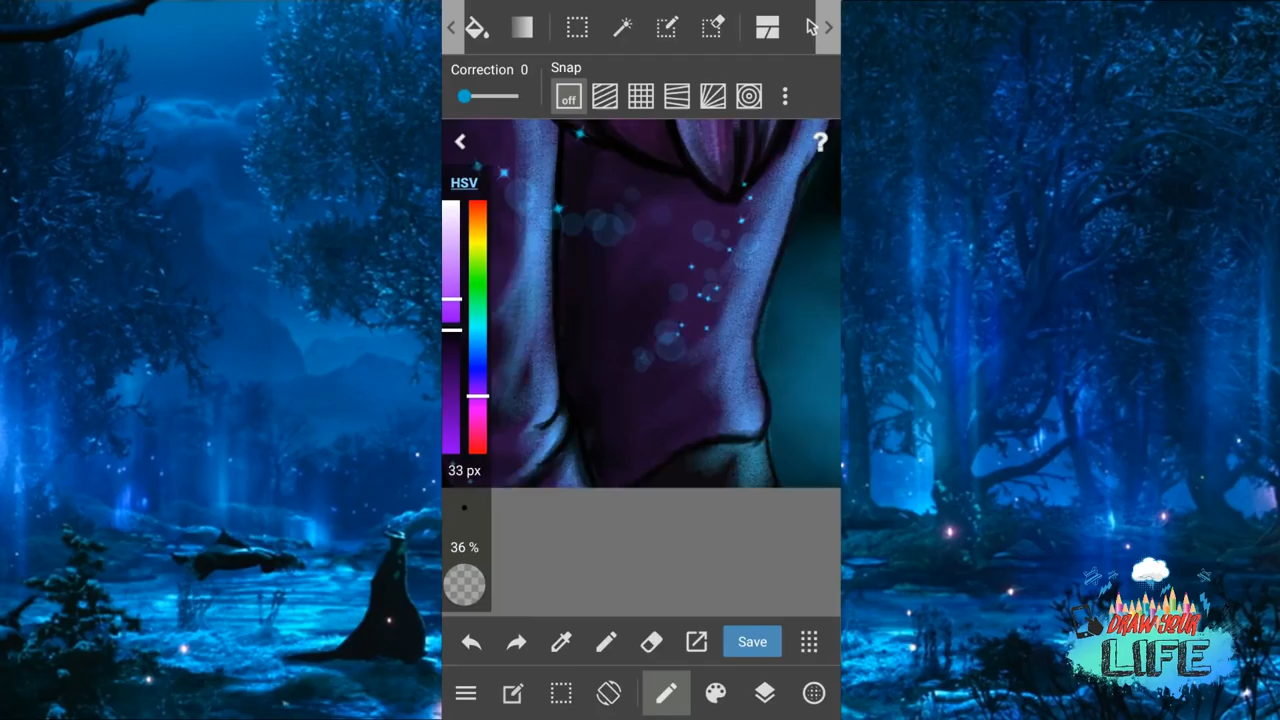 Correction 0
Snap
off
?
HSV
33 px
36 %
Save
DRAW YOUR
LIFE